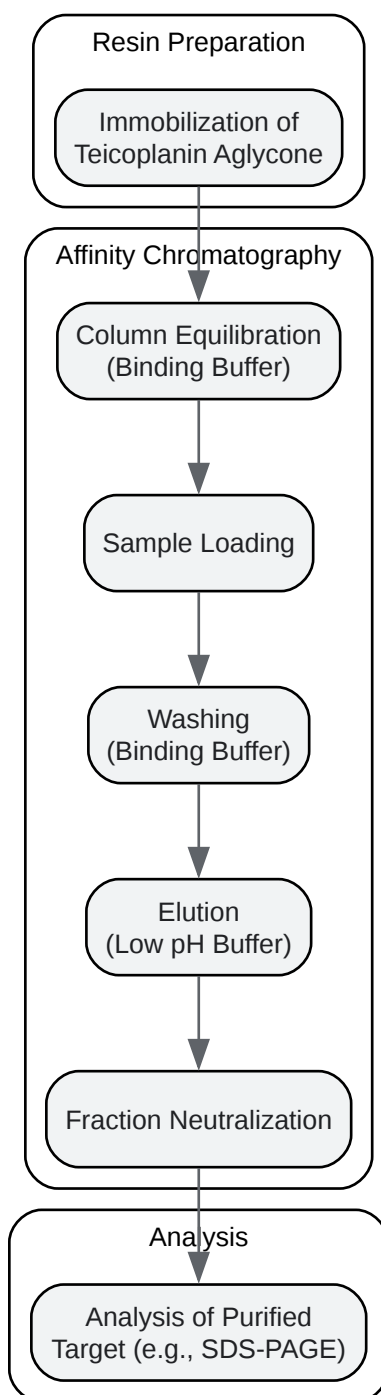 Resin Preparation
Immobilization of
Teicoplanin Aglycone
Affinity Chromatography
Column Equilibration
(Binding Buffer)
Sample Loading
Washing
(Binding Buffer)
Elution
(Low pH Buffer)
Fraction Neutralization
Analysis
Analysis of Purified
Target (e.g., SDS-PAGE)